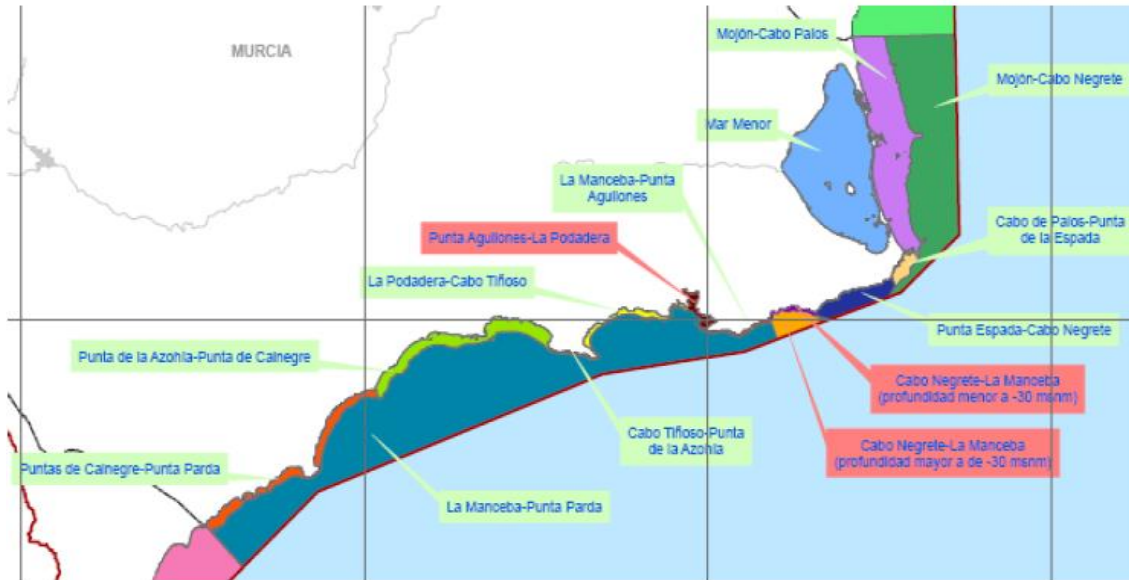 Mojón-Cabo Palos
MURCIA
Mojón-Cabo Negrete
Mar Menor
La Manceba-Punta
Aguilones
Cabo de Palos-Punta
de la Espada
Punta Aguilones-La Podadera
La Podadera-Cabo Tiñoso
Punta Espada-Cabo Negrete
Punta de la Azohía-Punta de Calnegre
Cabo Negrete-La Manceba
(profundidad menor a -30 msnm)
Cabo Tiñoso-Punta
de la Azohía
Cabo Negrete-La Manceba
(profundidad mayor a de -30 msnm)
Puntas de Calnegre-Punta Parda
La Manceba-Punta Parda